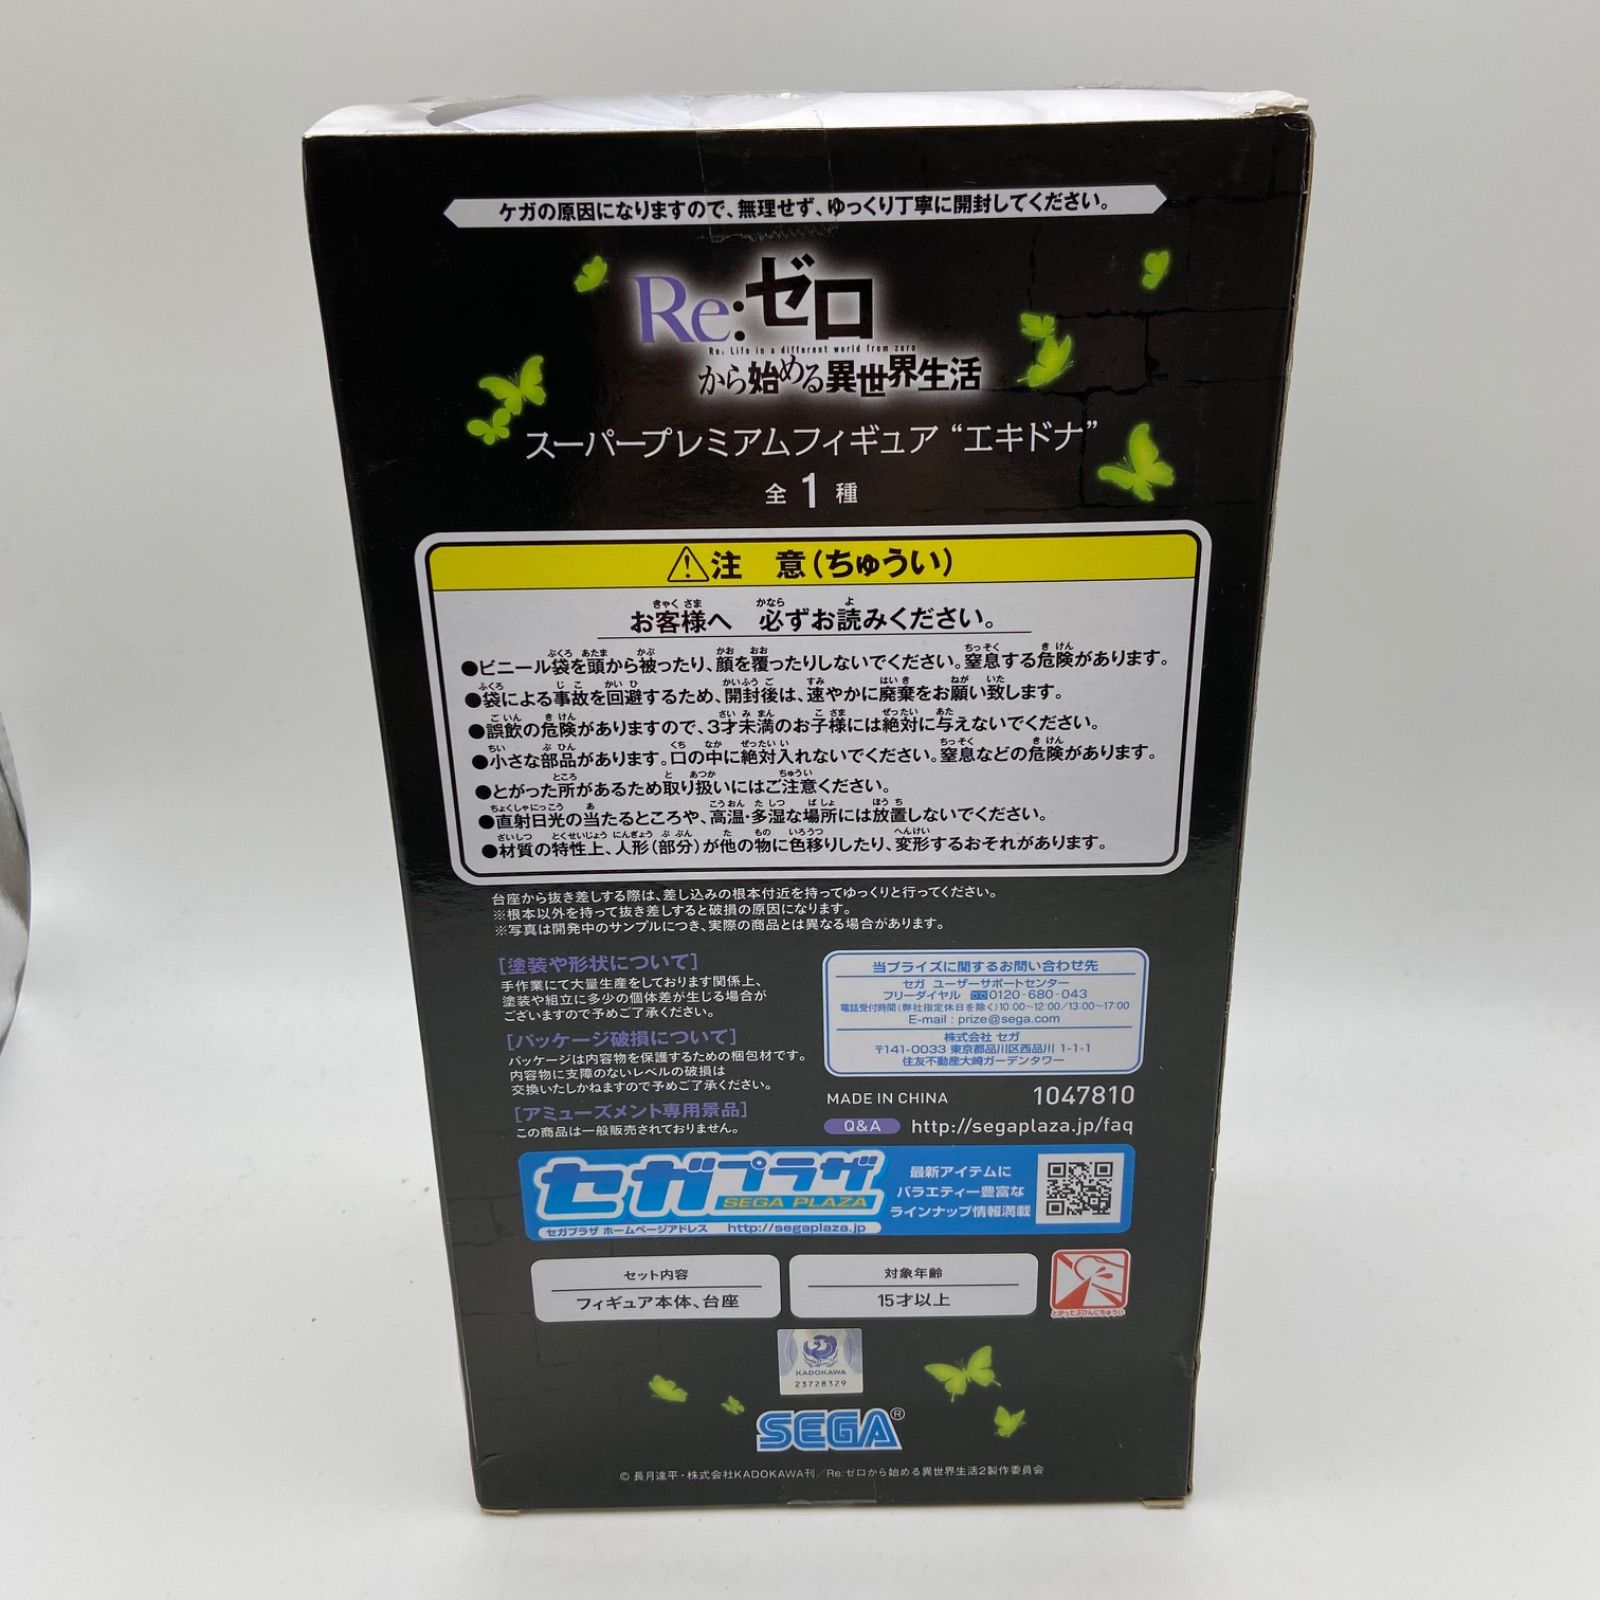 ケガの原因になりますので、無理せず、ゆっくり丁寧に開封してください。
Re:ゼロ
Re: Life in a different world from zero
から始める異世界生活
スーパープレミアムフィギュア “エキドナ”
全1種
注 意(ちゅうい)
お客様へ 必ずお読みください。
●ビニール袋を頭から被ったり、顔を覆ったりしないでください。窒息する危険があります。
●袋による事故を回避するため、開封後は、速やかに廃棄をお願い致します。
●誤飲の危険がありますので、3才未満のお子様には絶対に与えないでください。
●小さな部品があります。口の中に絶対入れないでください。窒息などの危険があります。
●とがった所があるため取り扱いにはご注意ください。
●直射日光の当たるところや、高温・多湿な場所には放置しないでください。
●材質の特性上、人形(部分)が他の物に色移りしたり、変形するおそれがあります。
台座から抜き差しする際は、差し込みの根本付近を持ってゆっくりと行ってください。
※根本以外を持って抜き差しすると破損の原因になります。
※写真は開発中のサンプルにつき、実際の商品とは異なる場合があります。
[塗装や形状について]
手作業にて大量生産をしております関係上、
塗装や組立に多少の個体差が生じる場合が
ございますので予めご了承ください。
[パッケージ破損について]
パッケージは内容物を保護するための梱包材です。
内容物に支障のないレベルの破損は
交換いたしかねますので予めご了承ください。
[アミューズメント専用景品]
この商品は一般販売されておりません。
当プライズに関するお問い合わせ先
セガ ユーザーサポートセンター
フリーダイヤル 0120-680-043
電話受付時間(弊社指定休日を除く)10:00~12:00/13:00~17:00
E-mail : prize@sega.com
株式会社 セガ
〒141-0033 東京都品川区西品川 1-1-1
住友不動産大崎ガーデンタワー
MADE IN CHINA 1047810
Q&A http://segaplaza.jp/faq
セガプラザ
SEGA PLAZA
セガプラザ ホームページアドレス http://segaplaza.jp
最新アイテムに
バラエティー豊富な
ラインナップ情報満載
セット内容
フィギュア本体、台座
対象年齢
15才以上
とがったぶひんにちゅうい
KADOKAWA
23728329
SEGA®
© 長月達平・株式会社KADOKAWA刊/Re:ゼロから始める異世界生活2製作委員会